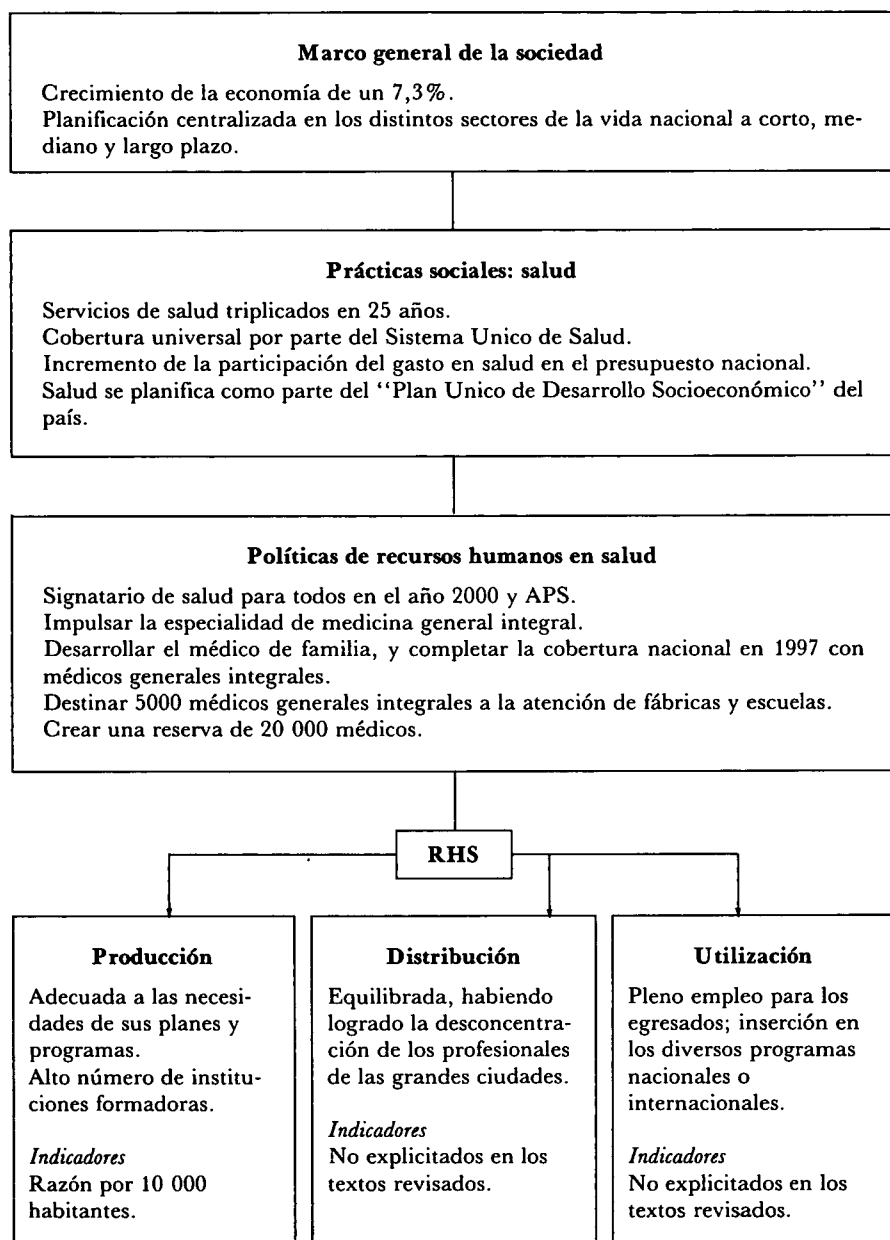 Marco general de la sociedad
Crecimiento de la economía de un 7,3%.
Planificación centralizada en los distintos sectores de la vida nacional a corto, me-
diano y largo plazo.
Prácticas sociales: salud
Servicios de salud triplicados en 25 años.
Cobertura universal por parte del Sistema Unico de Salud.
Incremento de la participación del gasto en salud en el presupuesto nacional.
Salud se planifica como parte del “Plan Unico de Desarrollo Socioeconómico” del
país.
Políticas de recursos humanos en salud
Signatario de salud para todos en el año 2000 y APS.
Impulsar la especialidad de medicina general integral.
Desarrollar el médico de familia, y completar la cobertura nacional en 1997 con
médicos generales integrales.
Destinar 5000 médicos generales integrales a la atención de fábricas y escuelas.
Crear una reserva de 20 000 médicos.
RHS
Producción
Adecuada a las necesi-
dades de sus planes y
programas.
Alto número de institu-
ciones formadoras.
Indicadores
Razón por 10 000
habitantes.
Distribución
Equilibrada, habiendo
logrado la desconcentra-
ción de los profesionales
de las grandes ciudades.
Indicadores
No explicitados en los
textos revisados.
Utilización
Pleno empleo para los
egresados; inserción en
los diversos programas
nacionales o
internacionales.
Indicadores
No explicitados en los
textos revisados.